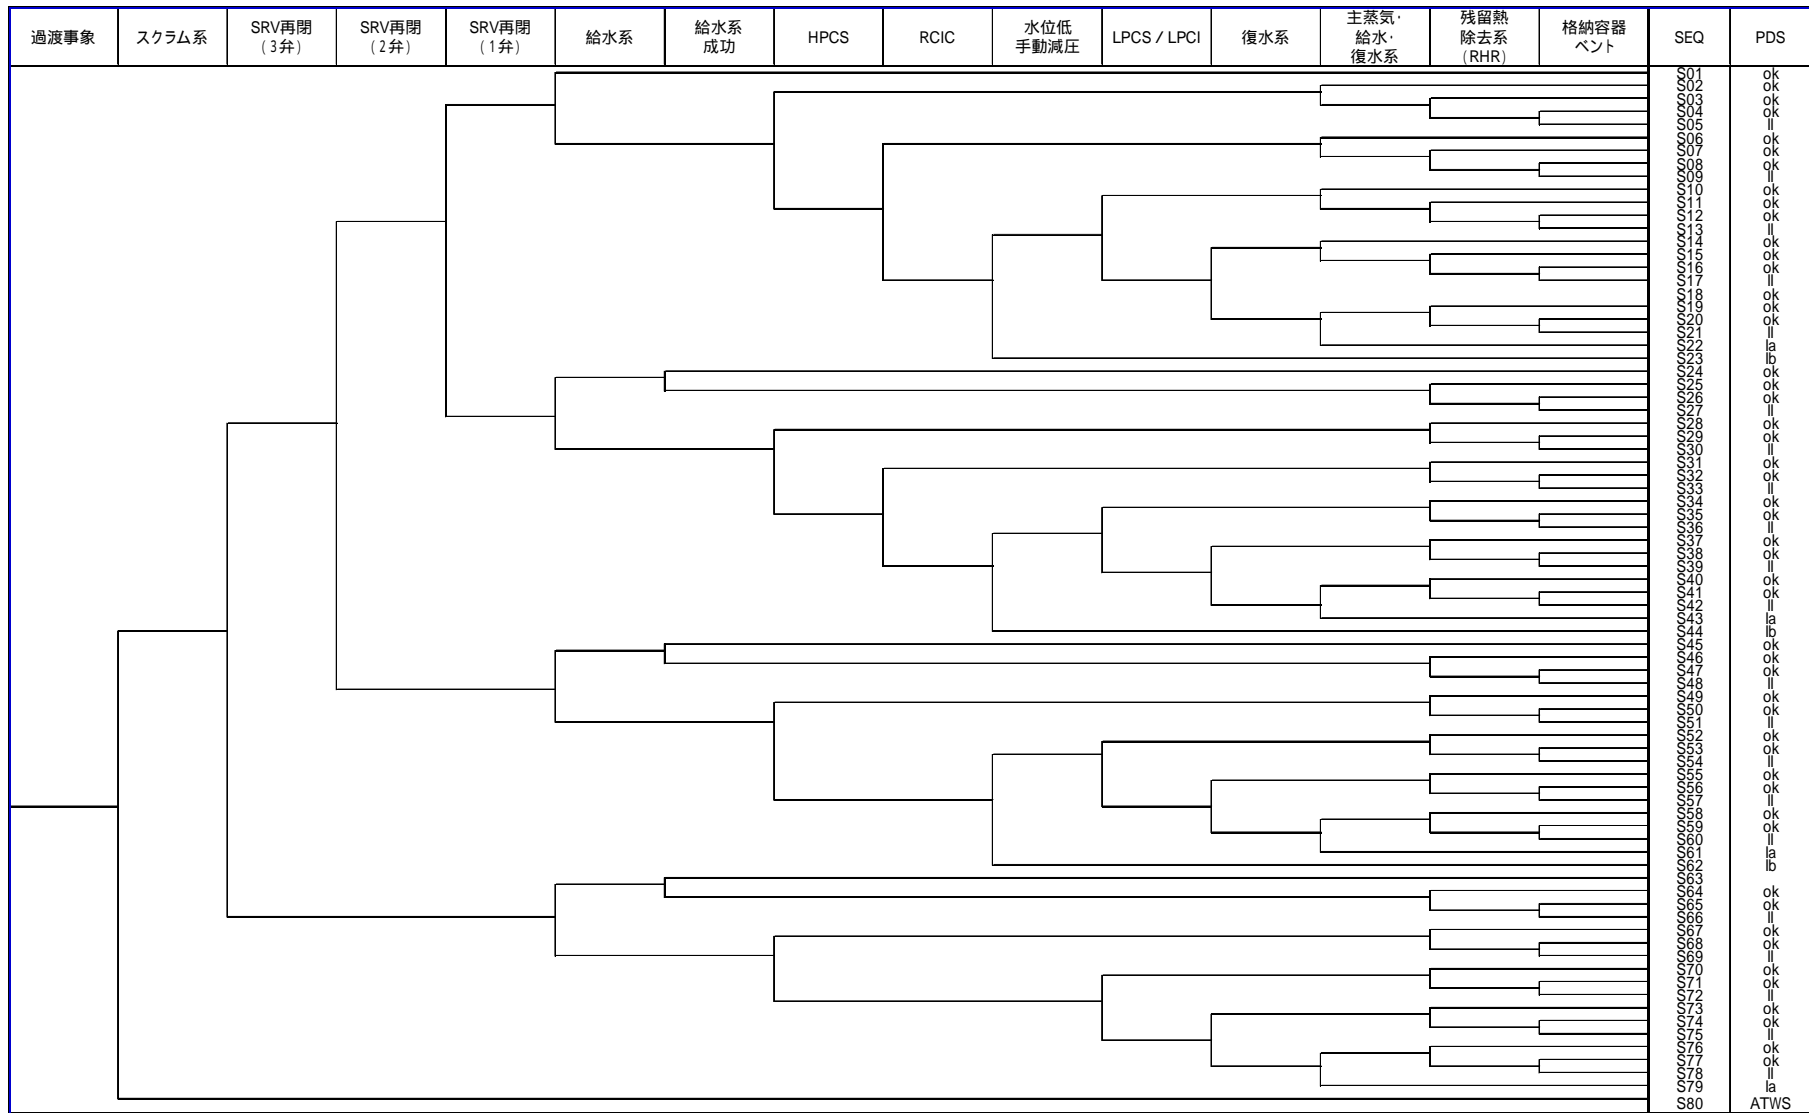 過渡事象 スクラム系 SRV再閉(3弁) SRV再閉(2弁) SRV再閉(1弁) 給水系 給水系成功 HPCS RCIC 水位低手動減圧 LPCS / LPCI 復水系 主蒸気・給水・復水系 残留熱除去系(RHR) 格納容器ベント SEQ PDS
S01 ok
S02 ok
S03 ok
S04 ok
S05 II
S06 ok
S07 ok
S08 ok
S09 II
S10 ok
S11 ok
S12 ok
S13 II
S14 ok
S15 ok
S16 ok
S17 II
S18 ok
S19 ok
S20 ok
S21 II
S22 Ia
S23 Ib
S24 ok
S25 ok
S26 ok
S27 II
S28 ok
S29 ok
S30 II
S31 ok
S32 ok
S33 II
S34 ok
S35 ok
S36 II
S37 ok
S38 ok
S39 II
S40 ok
S41 ok
S42 II
S43 Ia
S44 Ib
S45 ok
S46 ok
S47 ok
S48 II
S49 ok
S50 ok
S51 II
S52 ok
S53 ok
S54 II
S55 ok
S56 ok
S57 II
S58 ok
S59 ok
S60 II
S61 Ia
S62 Ib
S63
S64 ok
S65 ok
S66 II
S67 ok
S68 ok
S69 II
S70 ok
S71 ok
S72 II
S73 ok
S74 ok
S75 II
S76 ok
S77 ok
S78 II
S79 Ia
S80 ATWS